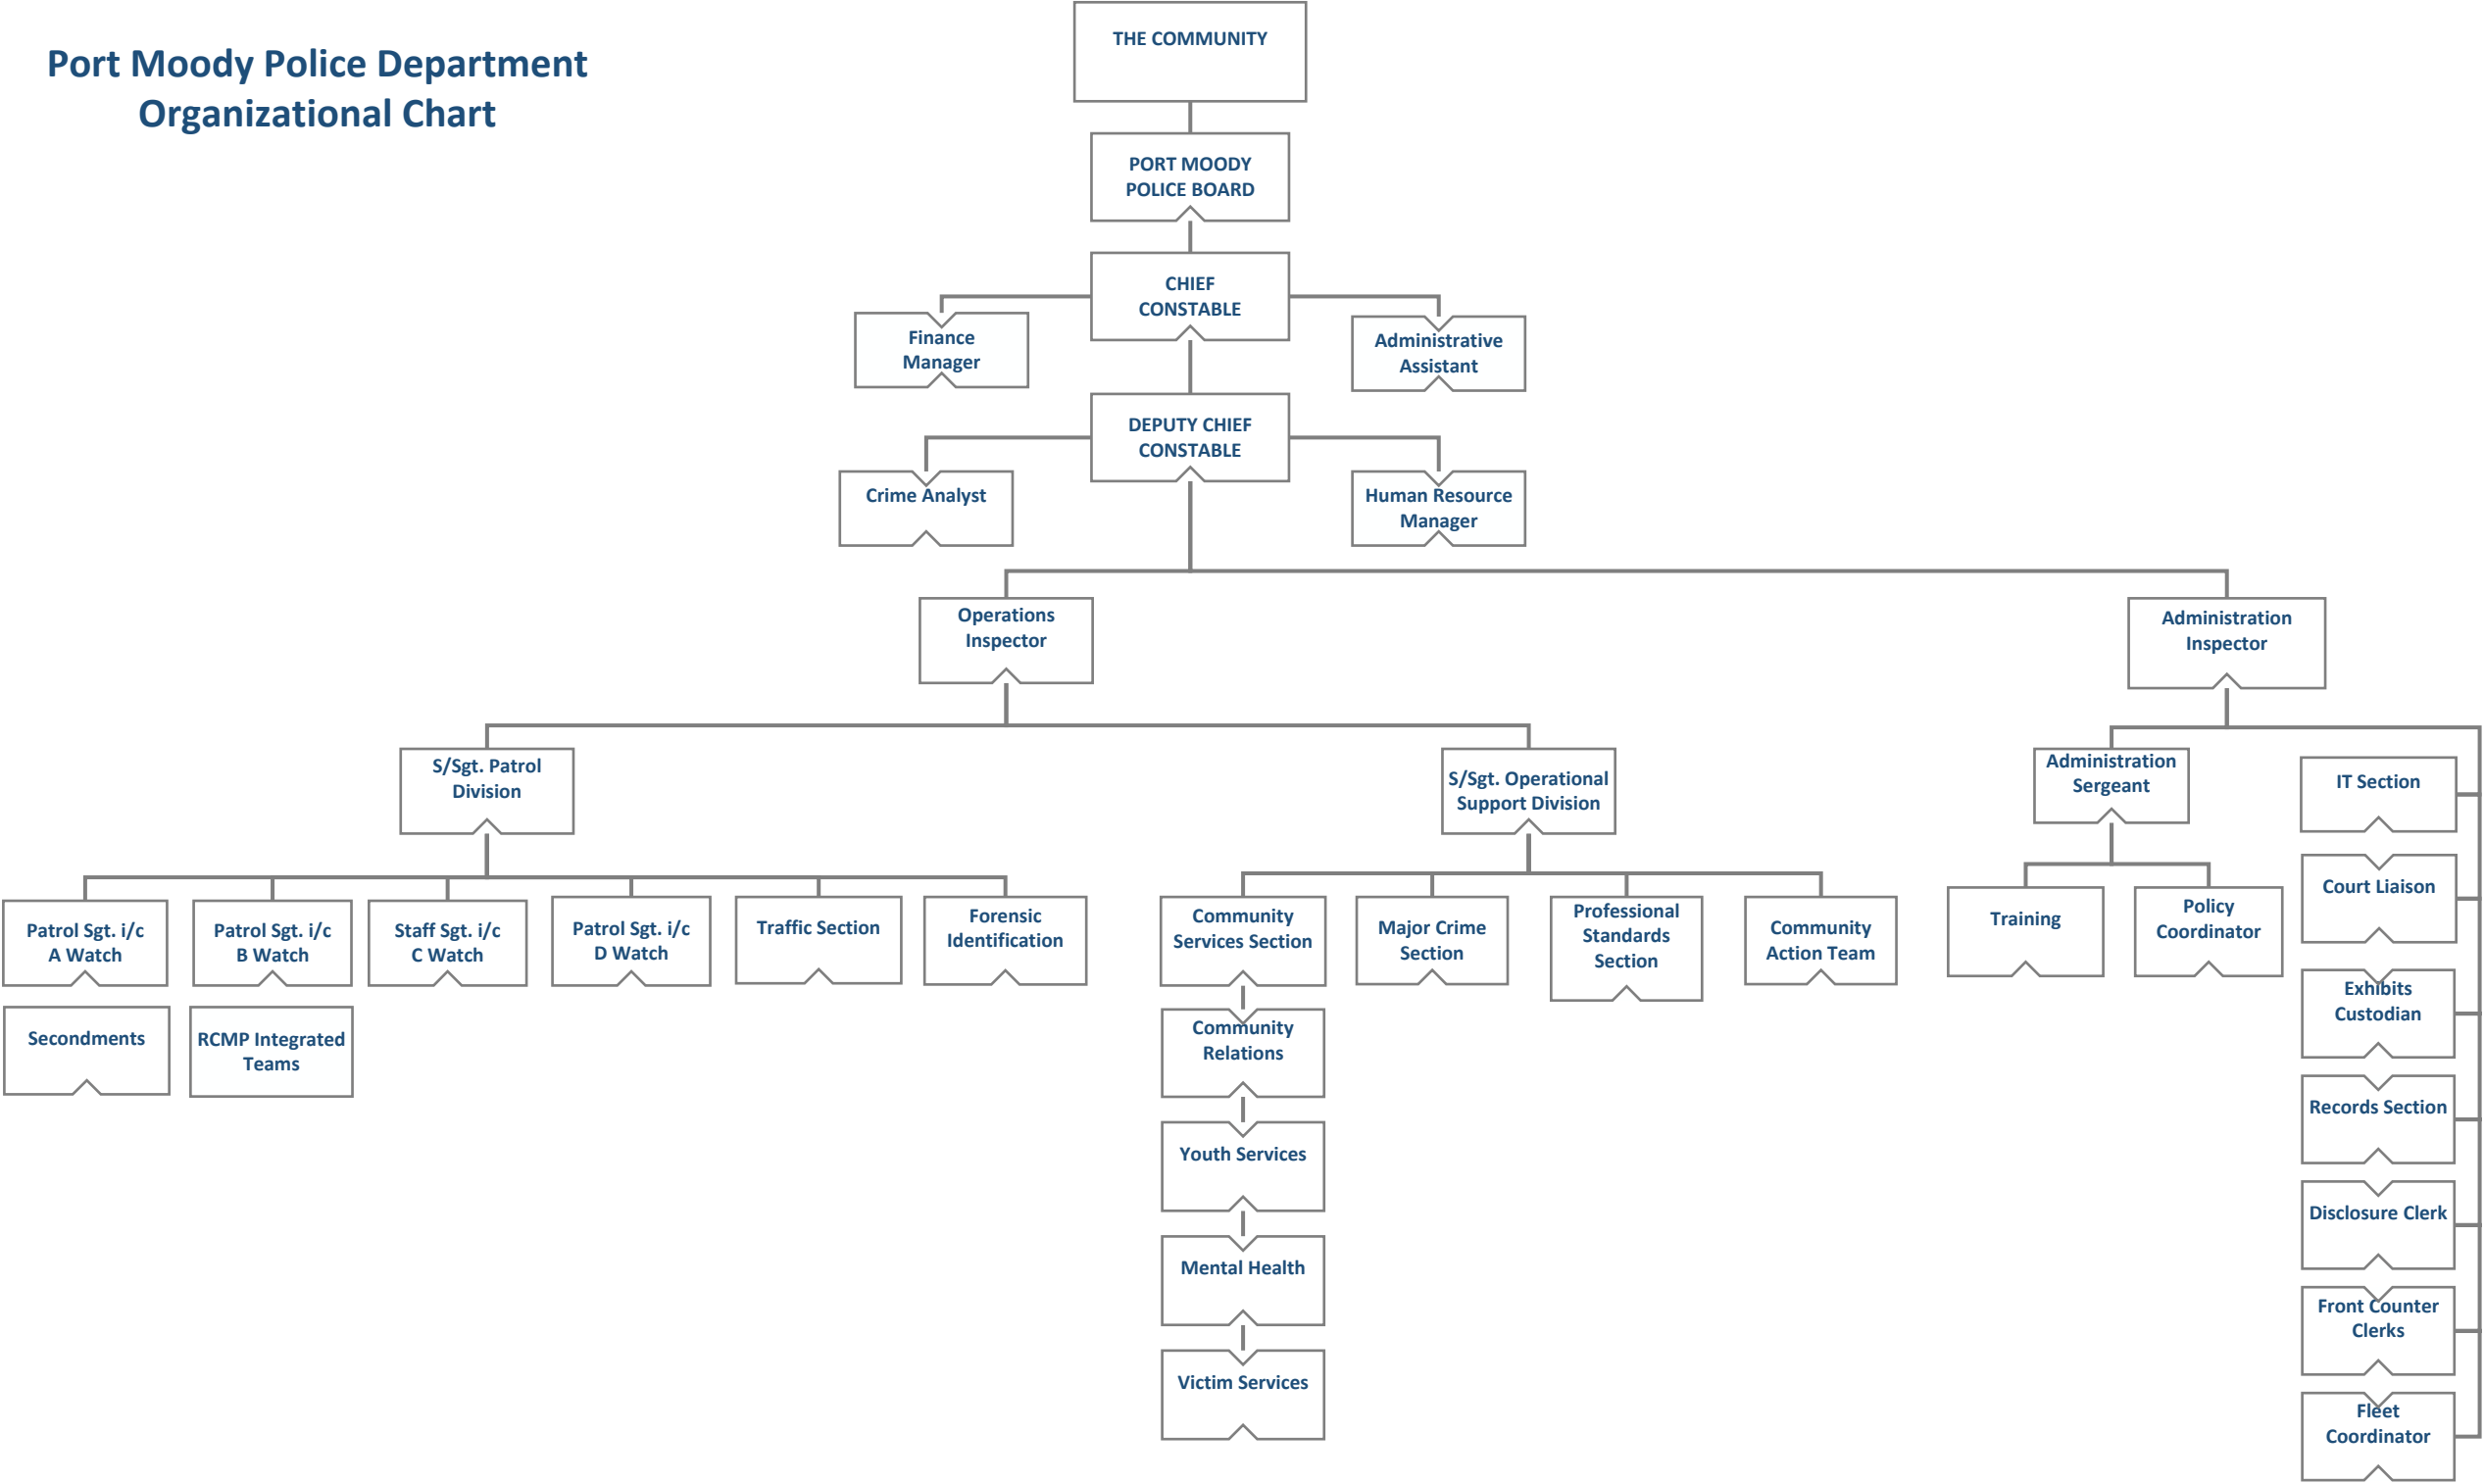 Port Moody Police Department
Organizational Chart
THE COMMUNITY
PORT MOODY
POLICE BOARD
CHIEF
CONSTABLE
Finance
Manager
Administrative
Assistant
DEPUTY CHIEF
CONSTABLE
Crime Analyst
Human Resource
Manager
Operations
Inspector
Administration
Inspector
S/Sgt. Patrol
Division
S/Sgt. Operational
Support Division
Administration
Sergeant
IT Section
Patrol Sgt. i/c
A Watch
Patrol Sgt. i/c
B Watch
Staff Sgt. i/c
C Watch
Patrol Sgt. i/c
D Watch
Traffic Section
Forensic
Identification
Community
Services Section
Major Crime
Section
Professional
Standards
Section
Community
Action Team
Training
Policy
Coordinator
Court Liaison
Secondments
RCMP Integrated
Teams
Community
Relations
Youth Services
Mental Health
Victim Services
Exhibits
Custodian
Records Section
Disclosure Clerk
Front Counter
Clerks
Fleet
Coordinator